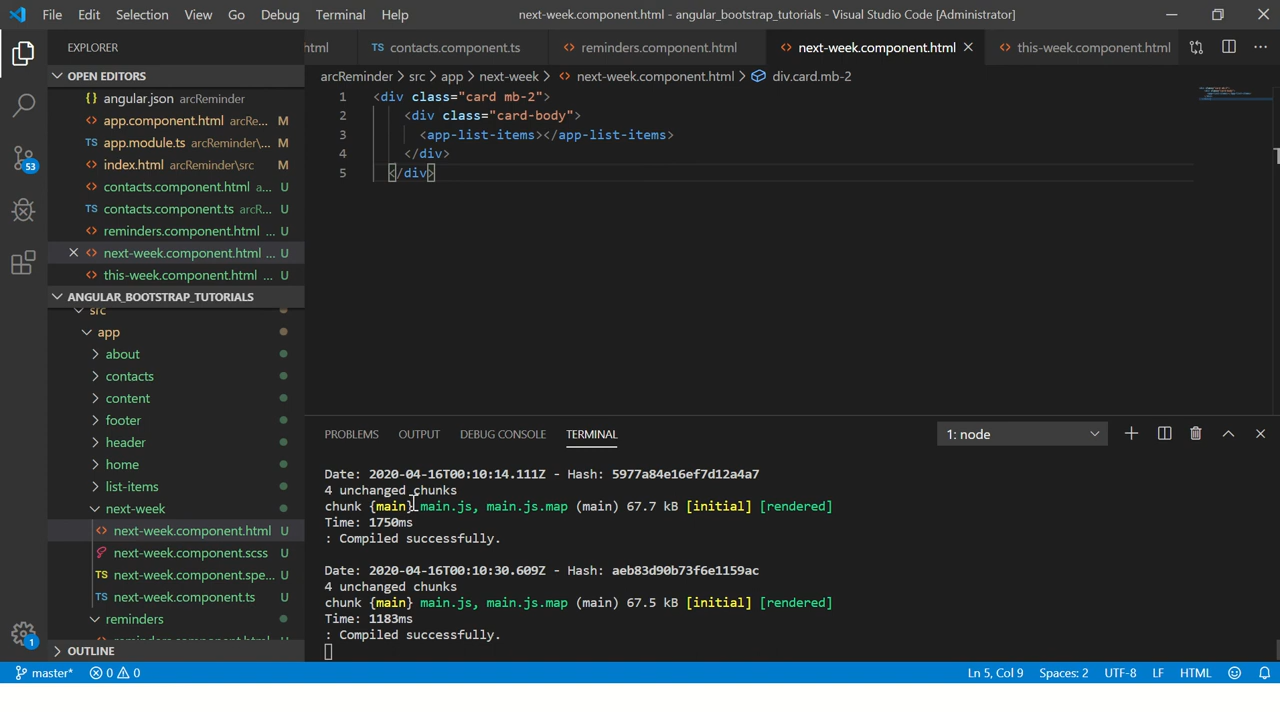 File Edit Selection View Go Debug Terminal Help
next-week.component.html - angular_bootstrap_tutorials - Visual Studio Code [Administrator]
EXPLORER
html
TS contacts.component.ts
<> reminders.component.html
<> next-week.component.html
<> this-week.component.html
OPEN EDITORS
{} angular.json arcReminder
app.component.html arcRe... M
TS app.module.ts arcReminder\... M
index.html arcReminder\src M
contacts.component.html a... U
TS contacts.component.ts arcR... U
reminders.component.html ... U
next-week.component.html ... U
this-week.component.html ... U
ANGULAR_BOOTSTRAP_TUTORIALS
src
app
about
contacts
content
footer
header
home
list-items
next-week
next-week.component.html U
next-week.component.scss U
TS next-week.component.spe... U
TS next-week.component.ts U
reminders
reminders.component.html U
OUTLINE
53
1
arcReminder > src > app > next-week > <> next-week.component.html > div.card.mb-2
1 <div class="card mb-2">
2 <div class="card-body">
3 <app-list-items></app-list-items>
4 </div>
5 </div>
PROBLEMS OUTPUT DEBUG CONSOLE TERMINAL
1: node
Date: 2020-04-16T00:10:14.111Z - Hash: 5977a84e16ef7d12a4a7
4 unchanged chunks
chunk {main} main.js, main.js.map (main) 67.7 kB [initial] [rendered]
Time: 1750ms
: Compiled successfully.
Date: 2020-04-16T00:10:30.609Z - Hash: aeb83d90b73f6e1159ac
4 unchanged chunks
chunk {main} main.js, main.js.map (main) 67.5 kB [initial] [rendered]
Time: 1183ms
: Compiled successfully.
master* 0 0
Ln 5, Col 9 Spaces: 2 UTF-8 LF HTML